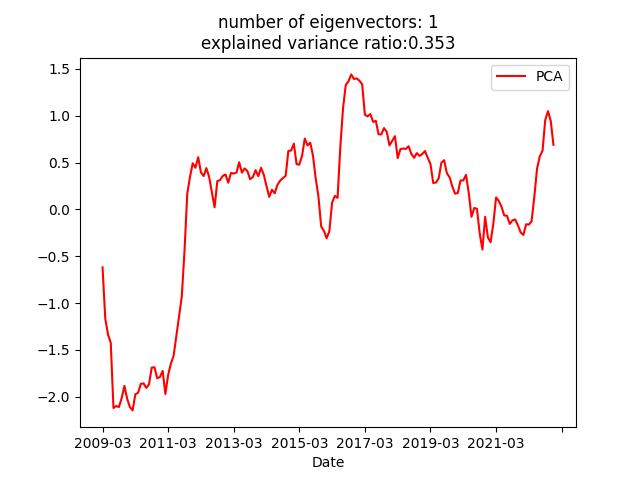 number of eigenvectors: 1
explained variance ratio:0.353
PCA
1.5
1.0
0.5
0.0
−0.5
−1.0
−1.5
−2.0
2009-03 2011-03 2013-03 2015-03 2017-03 2019-03 2021-03
Date